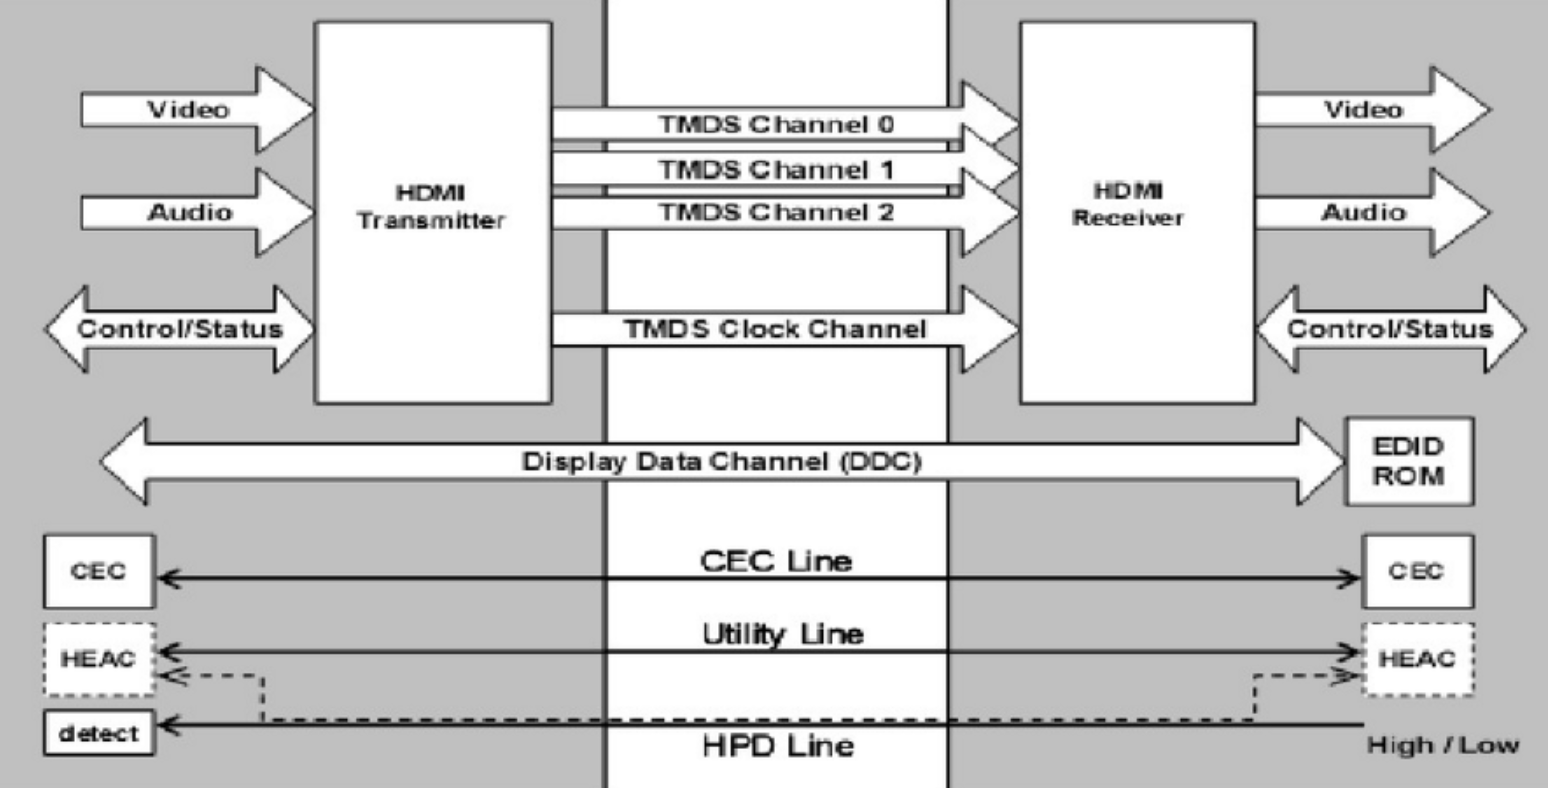 Video
TMDS Channel 0
Video
TMDS Channel 1
HDMI
Transmitter
HDMI
Receiver
Audio
TMDS Channel 2
Audio
Control/Status
TMDS Clock Channel
Control/Status
Display Data Channel (DDC)
EDID
ROM
CEC
CEC Line
CEC
Utility Line
HEAC
HEAC
detect
HPD Line
High / Low